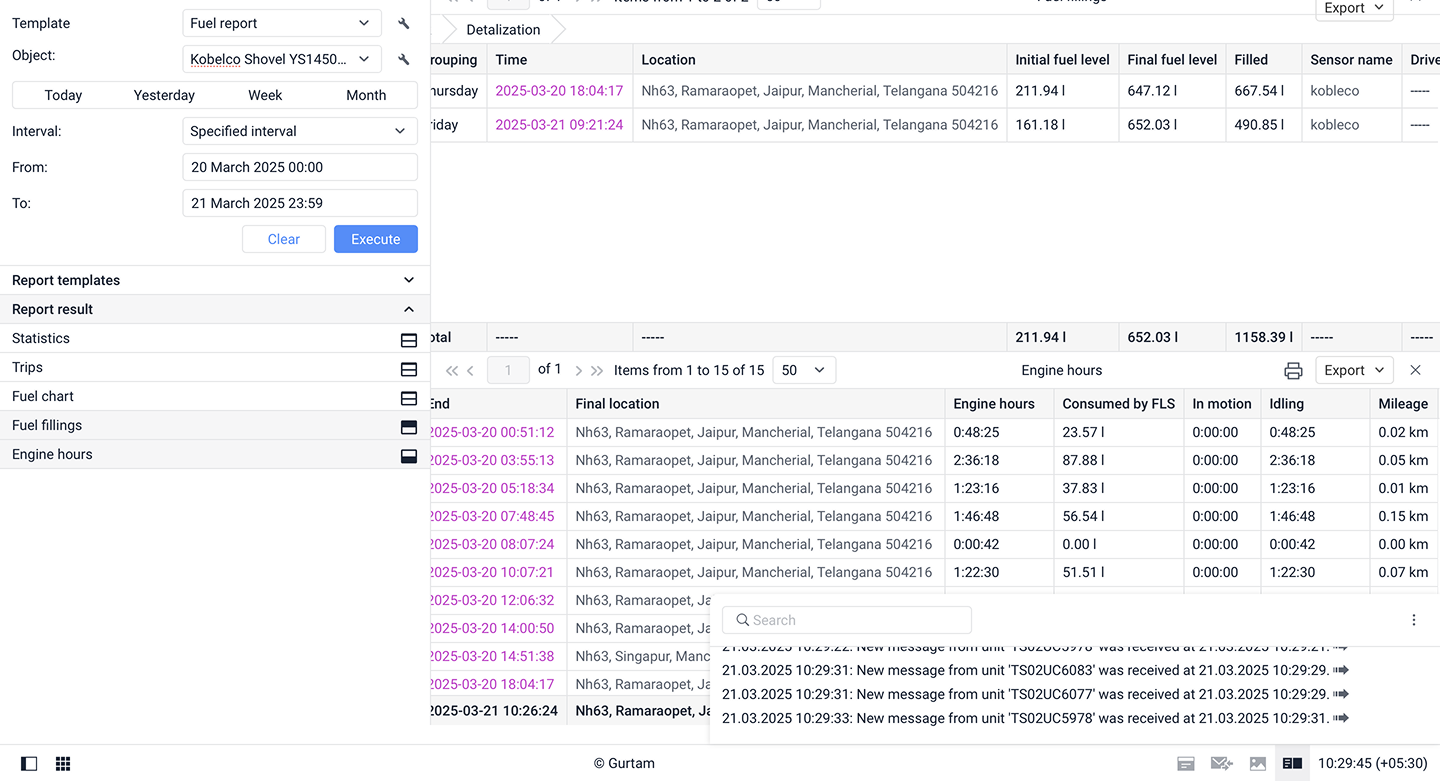 Template
Fuel report
Object:
Kobelco Shovel YS1450...
Today Yesterday Week Month
Interval:
Specified interval
From:
20 March 2025 00:00
To:
21 March 2025 23:59
Clear Execute
Report templates
Report result
Statistics
Trips
Fuel chart
Fuel fillings
Engine hours
Export
Detalization
Time Location Initial fuel level Final fuel level Filled Sensor name
2025-03-20 18:04:17 Nh63, Ramaraopet, Jaipur, Mancherial, Telangana 504216 211.94 l 647.12 l 667.54 l kobleco -----
2025-03-21 09:21:24 Nh63, Ramaraopet, Jaipur, Mancherial, Telangana 504216 161.18 l 652.03 l 490.85 l kobleco -----
----- ----- 211.94 l 652.03 l 1158.39 l ----- -----
1 of 1 Items from 1 to 15 of 15 50 Engine hours Export
End Final location Engine hours Consumed by FLS In motion Idling Mileage
2025-03-20 00:51:12 Nh63, Ramaraopet, Jaipur, Mancherial, Telangana 504216 0:48:25 23.57 l 0:00:00 0:48:25 0.02 km
2025-03-20 03:55:13 Nh63, Ramaraopet, Jaipur, Mancherial, Telangana 504216 2:36:18 87.88 l 0:00:00 2:36:18 0.05 km
2025-03-20 05:18:34 Nh63, Ramaraopet, Jaipur, Mancherial, Telangana 504216 1:23:16 37.83 l 0:00:00 1:23:16 0.01 km
2025-03-20 07:48:45 Nh63, Ramaraopet, Jaipur, Mancherial, Telangana 504216 1:46:48 56.54 l 0:00:00 1:46:48 0.15 km
2025-03-20 08:07:24 Nh63, Ramaraopet, Jaipur, Mancherial, Telangana 504216 0:00:42 0.00 l 0:00:00 0:00:42 0.00 km
2025-03-20 10:07:21 Nh63, Ramaraopet, Jaipur, Mancherial, Telangana 504216 1:22:30 51.51 l 0:00:00 1:22:30 0.07 km
2025-03-20 12:06:32 Nh63, Ramaraopet, Ja
2025-03-20 14:00:50 Nh63, Ramaraopet, Ja
2025-03-20 14:51:38 Nh63, Singapur, Manc
2025-03-20 18:04:17 Nh63, Ramaraopet, Ja
2025-03-21 10:26:24 Nh63, Ramaraopet, Ja
Search
21.03.2025 10:29:22: New message from unit 'TS02UC5978' was received at 21.03.2025 10:29:21.
21.03.2025 10:29:31: New message from unit 'TS02UC6083' was received at 21.03.2025 10:29:29.
21.03.2025 10:29:31: New message from unit 'TS02UC6077' was received at 21.03.2025 10:29:29.
21.03.2025 10:29:33: New message from unit 'TS02UC5978' was received at 21.03.2025 10:29:31.
© Gurtam
10:29:45 (+05:30)